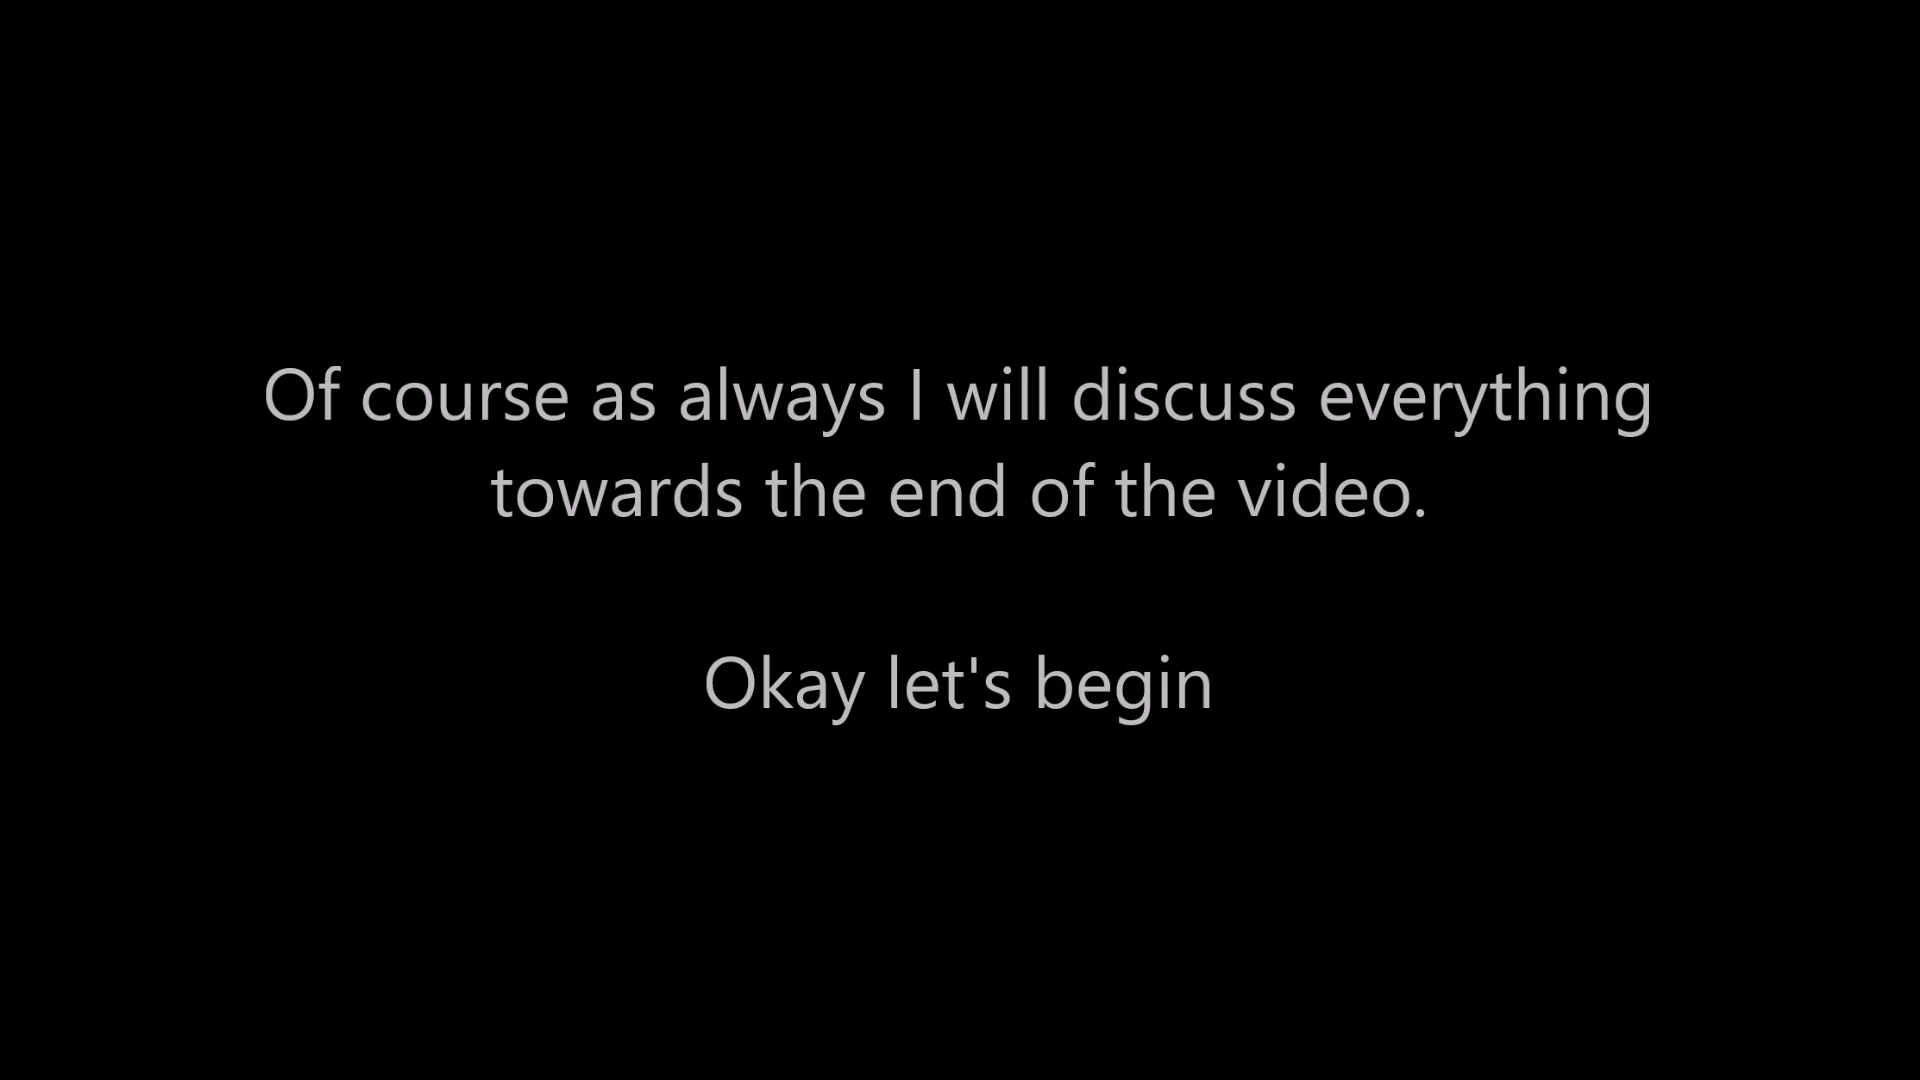 Of course as always I will discuss everything
towards the end of the video.
Okay let's begin